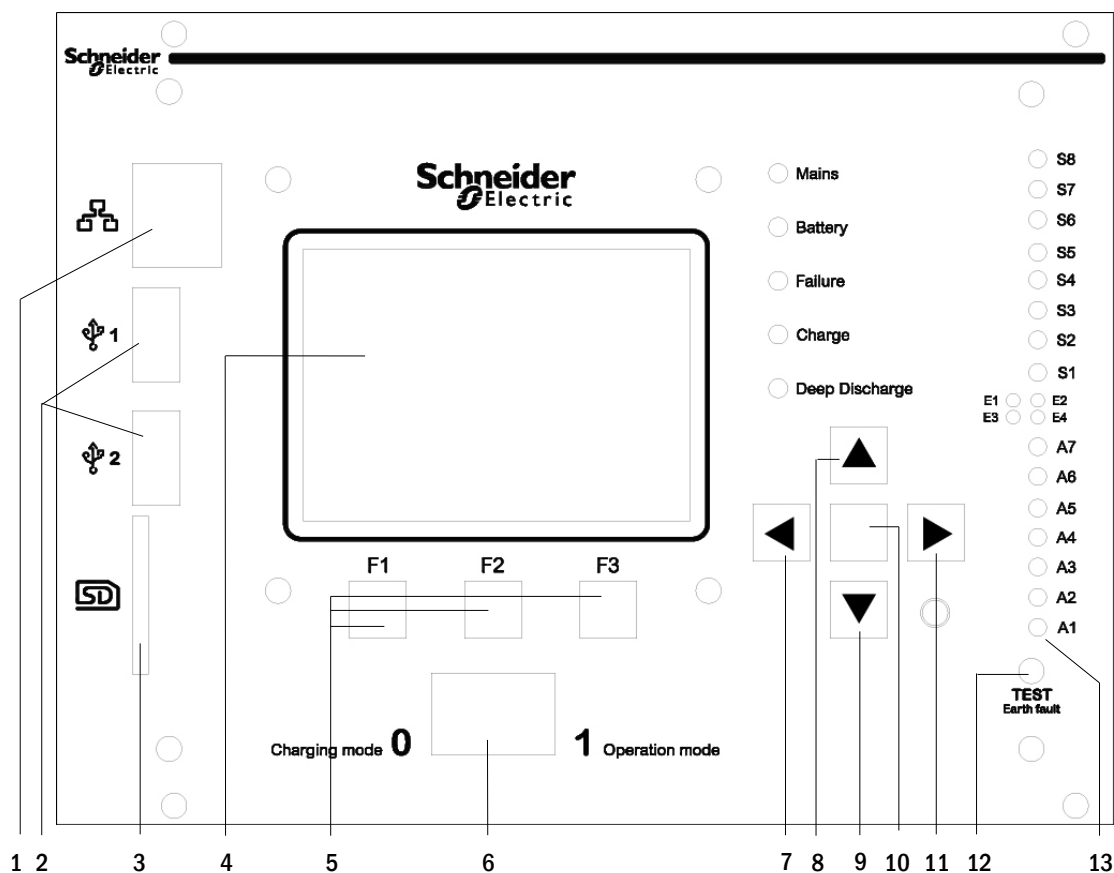 Schneider
Electric
Schneider
Electric
1
2
F1 F2 F3
Charging mode 0
1 Operation mode
Mains
Battery
Failure
Charge
Deep Discharge
S8
S7
S6
S5
S4
S3
S2
S1
E1 E2
E3 E4
A7
A6
A5
A4
A3
A2
A1
TEST
Earth fault
SD
1 2 3 4 5 6 7 8 9 10 11 12 13